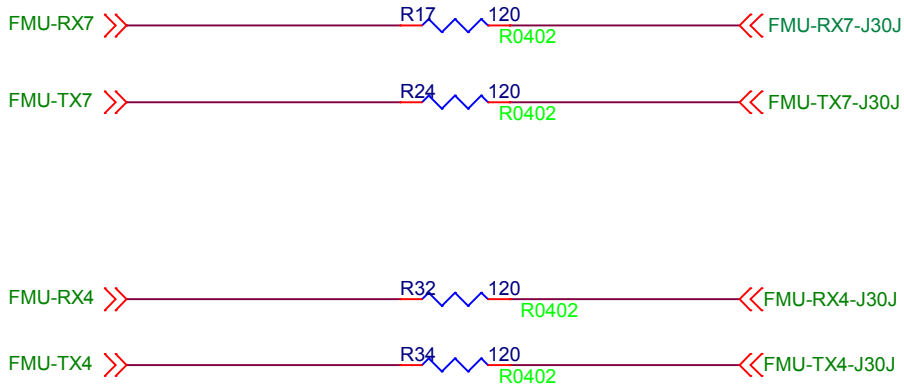 FMU-RX7 R17 120 FMU-RX7-J30J
R0402
FMU-TX7 R24 120 FMU-TX7-J30J
R0402
FMU-RX4 R32 120 FMU-RX4-J30J
R0402
FMU-TX4 R34 120 FMU-TX4-J30J
R0402